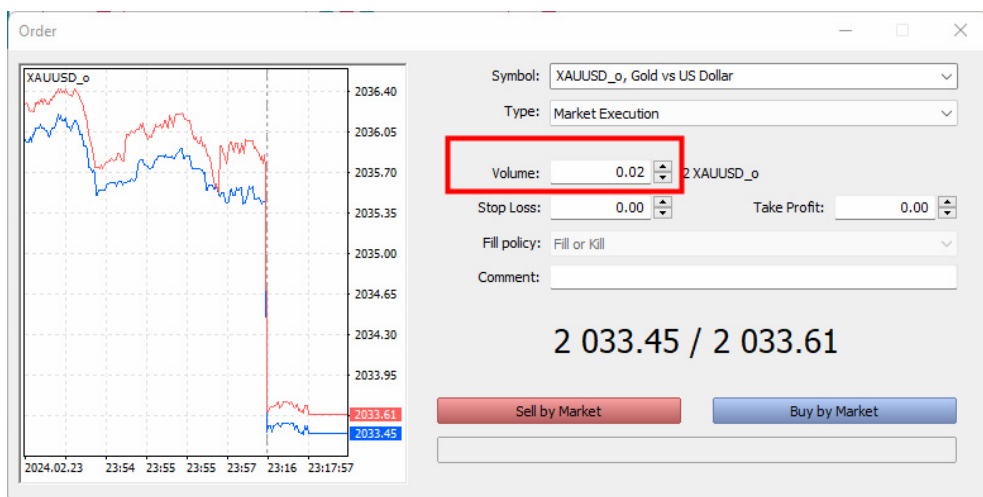 Order
XAUUSD_o
2036.40
2036.05
2035.70
2035.35
2035.00
2034.65
2034.30
2033.95
2033.61
2033.45
2024.02.23 23:54 23:55 23:55 23:57 23:16 23:17:57
Symbol: XAUUSD_o, Gold vs US Dollar
Type: Market Execution
Volume: 0.02 2 XAUUSD_o
Stop Loss: 0.00 Take Profit: 0.00
Fill policy: Fill or Kill
Comment:
2 033.45 / 2 033.61
Sell by Market Buy by Market